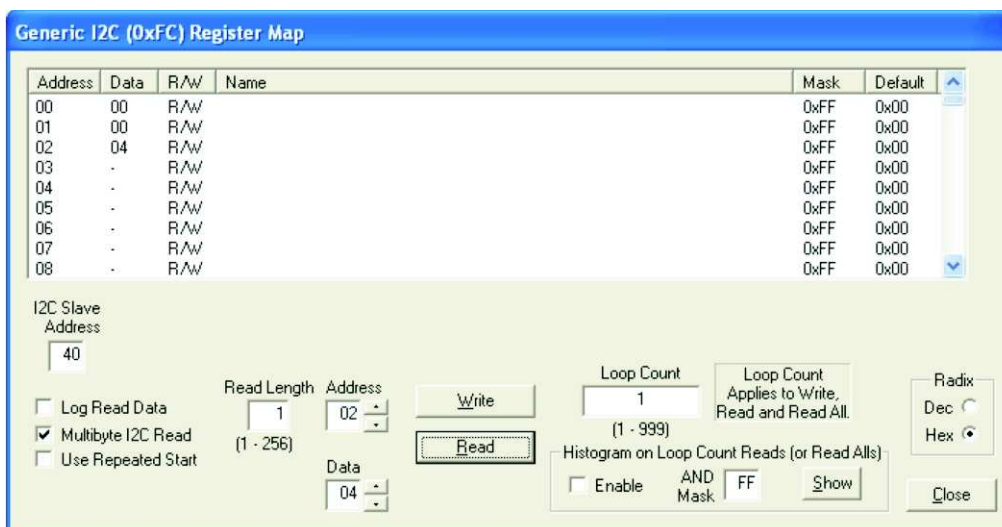 Generic I2C (0xFC) Register Map
Address Data R/W Name Mask Default
00 00 R/W 0xFF 0x00
01 00 R/W 0xFF 0x00
02 04 R/W 0xFF 0x00
03 - R/W 0xFF 0x00
04 - R/W 0xFF 0x00
05 - R/W 0xFF 0x00
06 - R/W 0xFF 0x00
07 - R/W 0xFF 0x00
08 - R/W 0xFF 0x00
I2C Slave
Address
40
Log Read Data
Multibyte I2C Read
Use Repeated Start
Read Length
1
(1 - 256)
Address
02
Data
04
Write
Read
Loop Count
1
(1 - 999)
Loop Count
Applies to Write,
Read and Read All.
Histogram on Loop Count Reads (or Read Alls)
Enable
AND
Mask
FF
Show
Radix
Dec
Hex
Close